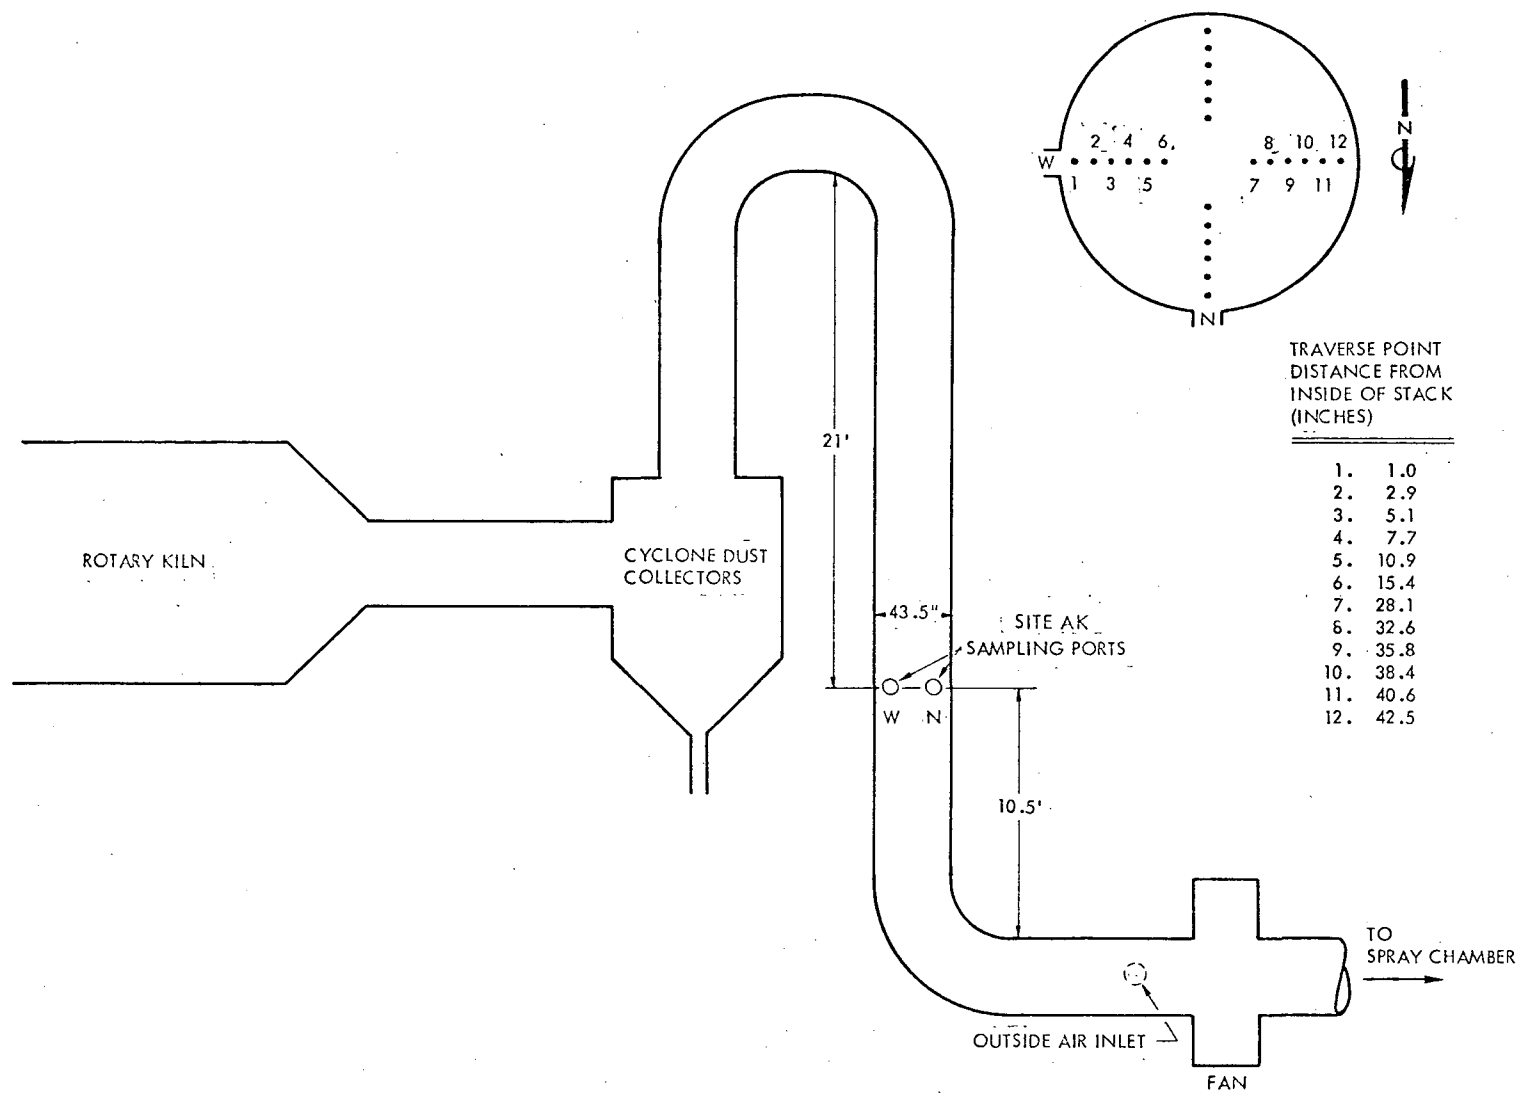 2 4 6
8 10 12
W
1 3 5
7 9 11
N
N
TRAVERSE POINT
DISTANCE FROM
INSIDE OF STACK
(INCHES)
1. 1.0
2. 2.9
3. 5.1
4. 7.7
5. 10.9
6. 15.4
7. 28.1
8. 32.6
9. 35.8
10. 38.4
11. 40.6
12. 42.5
21'
ROTARY KILN
CYCLONE DUST
COLLECTORS
43.5"
SITE AK
SAMPLING PORTS
W N
10.5'
TO
SPRAY CHAMBER
OUTSIDE AIR INLET
FAN